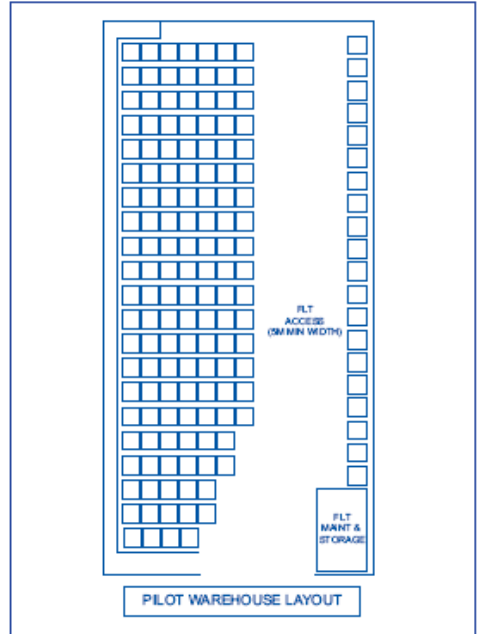 FLT
ACCESS
(5M MIN WIDTH)
FLT
MAINT &
STORAGE
PILOT WAREHOUSE LAYOUT